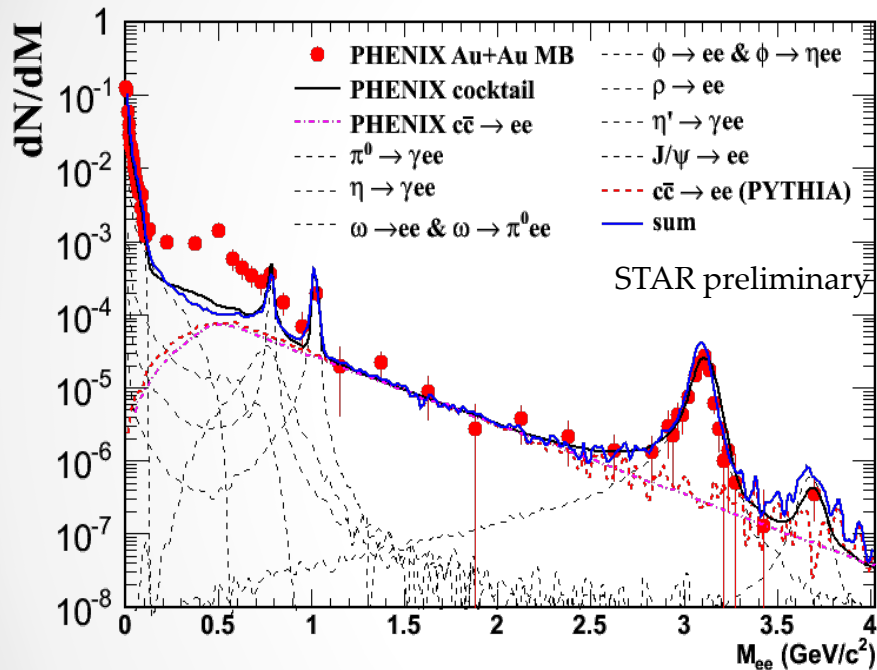 dN/dM
1
10^-1
10^-2
10^-3
10^-4
10^-5
10^-6
10^-7
10^-8
PHENIX Au+Au MB
PHENIX cocktail
PHENIX cc̄ → ee
π⁰ → γee
η → γee
ω →ee & ω → π⁰ee
ϕ → ee & ϕ → ηee
ρ → ee
η' → γee
J/ψ → ee
cc̄ → ee (PYTHIA)
sum
STAR preliminary
0 0.5 1 1.5 2 2.5 3 3.5 4
M_ee (GeV/c²)